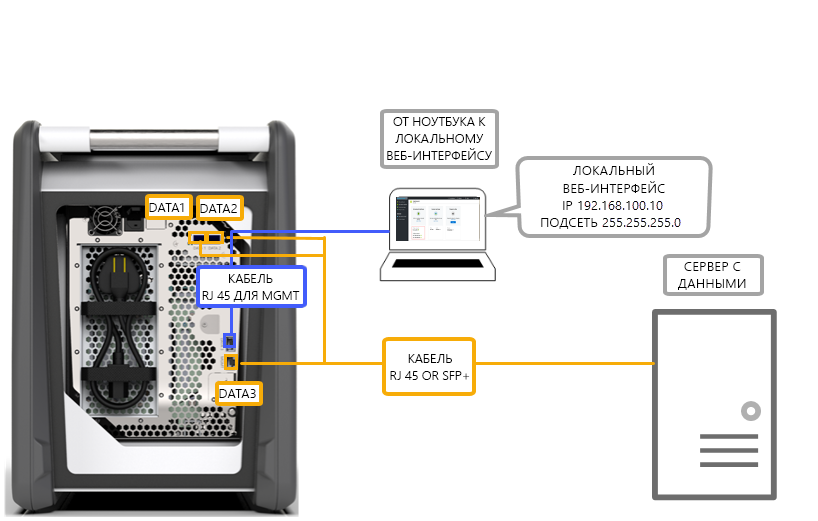 ОТ НОУТБУКА К
ЛОКАЛЬНОМУ
ВЕБ-ИНТЕРФЕЙСУ
ЛОКАЛЬНЫЙ
ВЕБ-ИНТЕРФЕЙС
IP 192.168.100.10
ПОДСЕТЬ 255.255.255.0
DATA1
DATA2
СЕРВЕР С
ДАННЫМИ
КАБЕЛЬ
RJ 45 ДЛЯ MGMT
КАБЕЛЬ
RJ 45 OR SFP+
DATA3